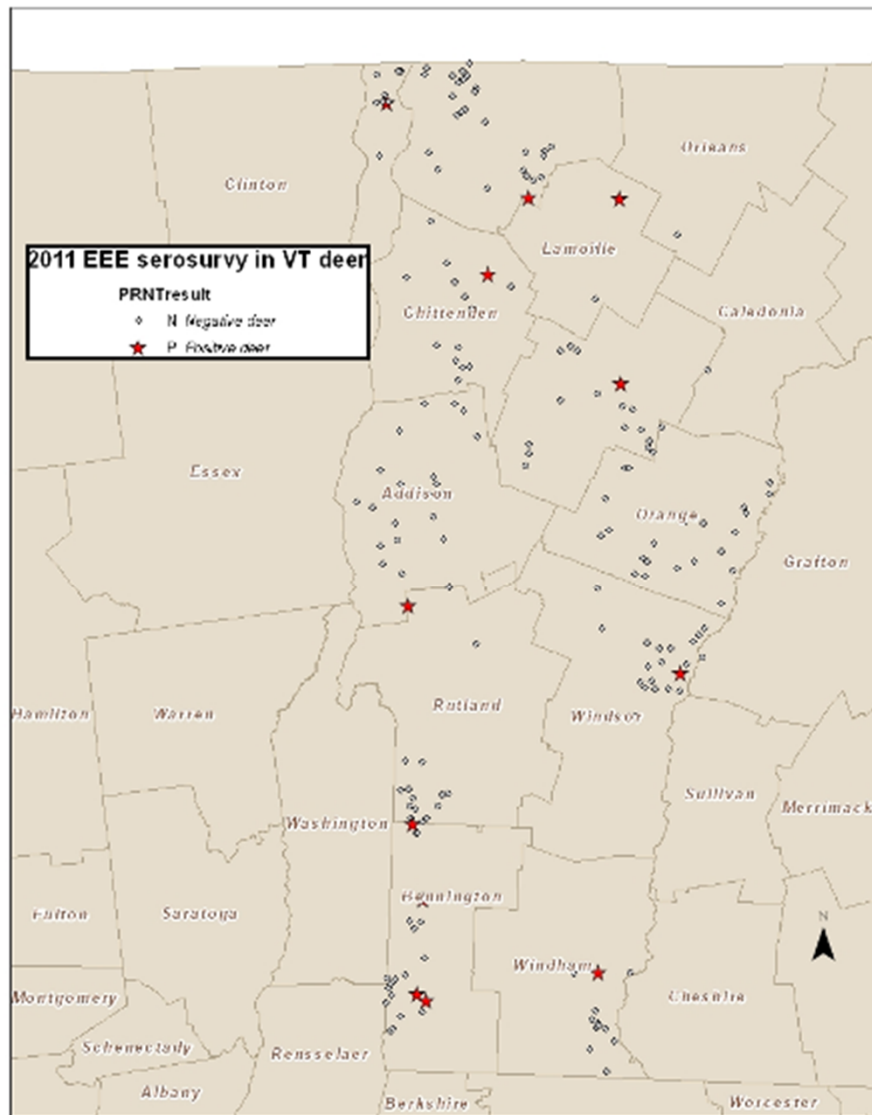 Orleans
Clinton
2011 EEE serosurvy in VT deer
PRNTresult
N Negative deer
P Positive deer
Lamoille
Chittenden
Caledonia
Essex
Addison
Orange
Grafton
Hamilton
Warren
Rutland
Windsor
Sullivan
Merrimack
Washington
Bennington
Fulton
Saratoga
N
Windham
Montgomery
Cheshire
Schenectady
Rensselaer
Albany
Berkshire
Worcester